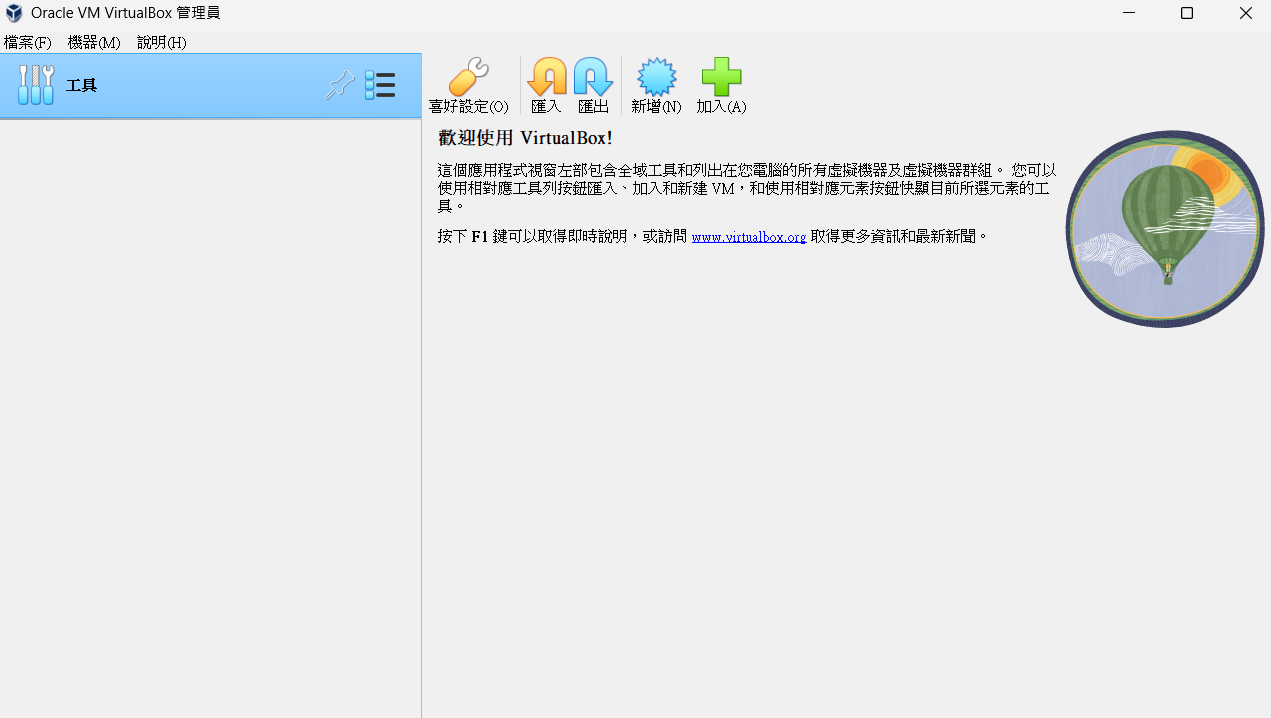 Oracle VM VirtualBox 管理員
檔案(F) 機器(M) 說明(H)
工具
喜好設定(O) 匯入 匯出 新增(N) 加入(A)
歡迎使用 VirtualBox!
這個應用程式視窗左部包含全域工具和列出在您電腦的所有虛擬機器及虛擬機器群組。 您可以
使用相對應工具列按鈕匯入、加入和新建 VM，和使用相對應元素按鈕快顯目前所選元素的工
具。
按下 F1 鍵可以取得即時說明，或訪問 www.virtualbox.org 取得更多資訊和最新新聞。